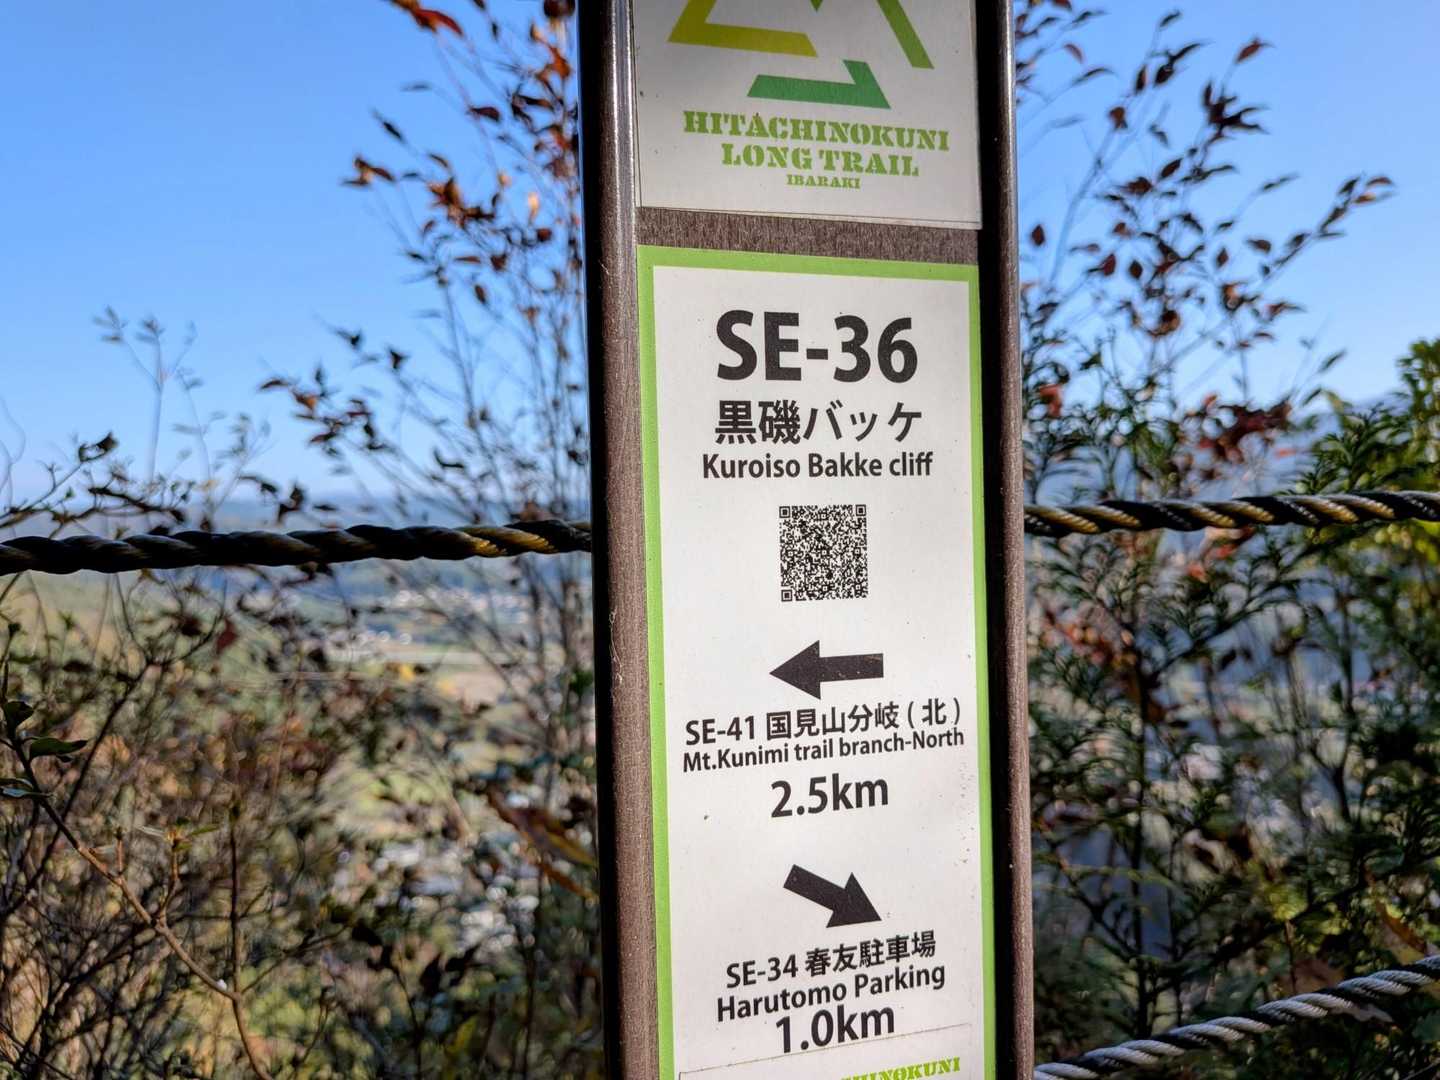 HITACHINOKUNI
LONG TRAIL
IBARAKI
SE-36
黒磯バッケ
Kuroiso Bakke cliff
SE-41 国見山分岐 ( 北 )
Mt.Kunimi trail branch-North
2.5km
SE-34 春友駐車場
Harutomo Parking
1.0km